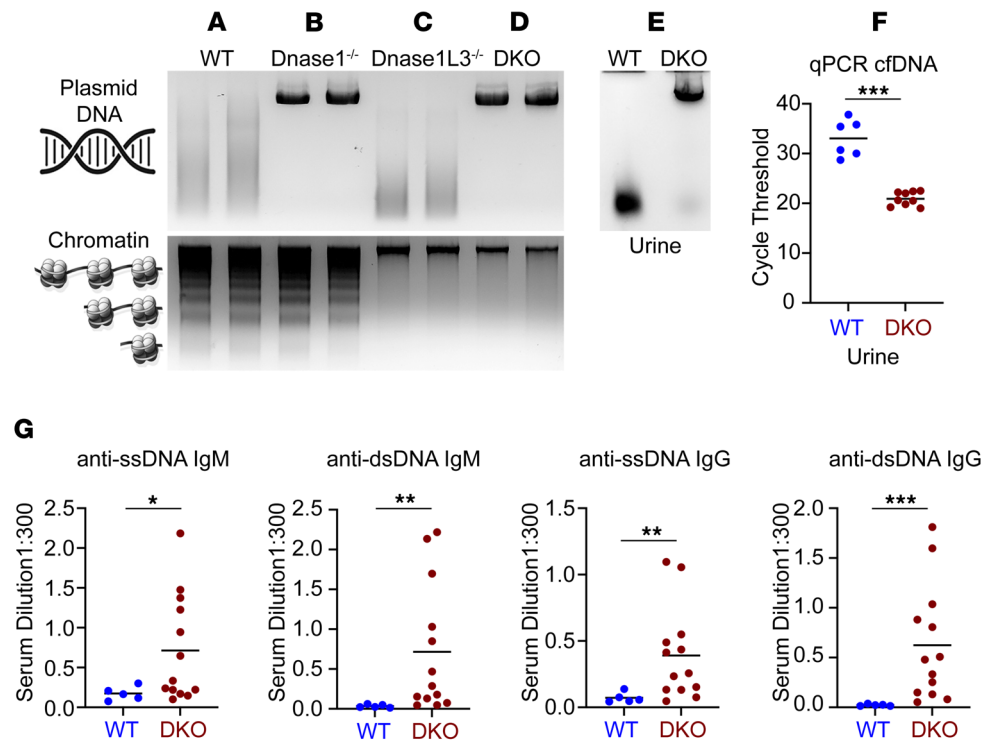 A B C D E F
WT Dnase1-/- Dnase1L3-/- DKO WT DKO qPCR cfDNA
Plasmid
DNA
Chromatin
Urine
***
Cycle Threshold
40
30
20
10
0
WT DKO
Urine
G
anti-ssDNA IgM
*
Serum Dilution1:300
2.5
2.0
1.5
1.0
0.5
0.0
WT DKO
anti-dsDNA IgM
**
Serum Dilution1:300
2.5
2.0
1.5
1.0
0.5
0.0
WT DKO
anti-ssDNA IgG
**
Serum Dilution1:300
1.5
1.0
0.5
0.0
WT DKO
anti-dsDNA IgG
***
Serum Dilution1:300
2.0
1.5
1.0
0.5
0.0
WT DKO